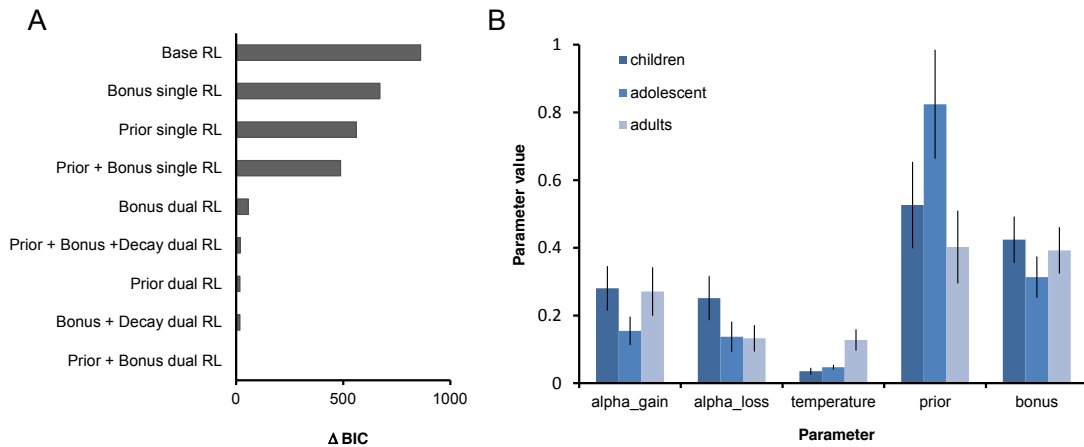 A
Base RL
Bonus single RL
Prior single RL
Prior + Bonus single RL
Bonus dual RL
Prior + Bonus +Decay dual RL
Prior dual RL
Bonus + Decay dual RL
Prior + Bonus dual RL
0
500
1000
Δ BIC
B
1
0.8
0.6
0.4
0.2
0
Parameter value
children
adolescent
adults
alpha_gain
alpha_loss
temperature
prior
bonus
Parameter